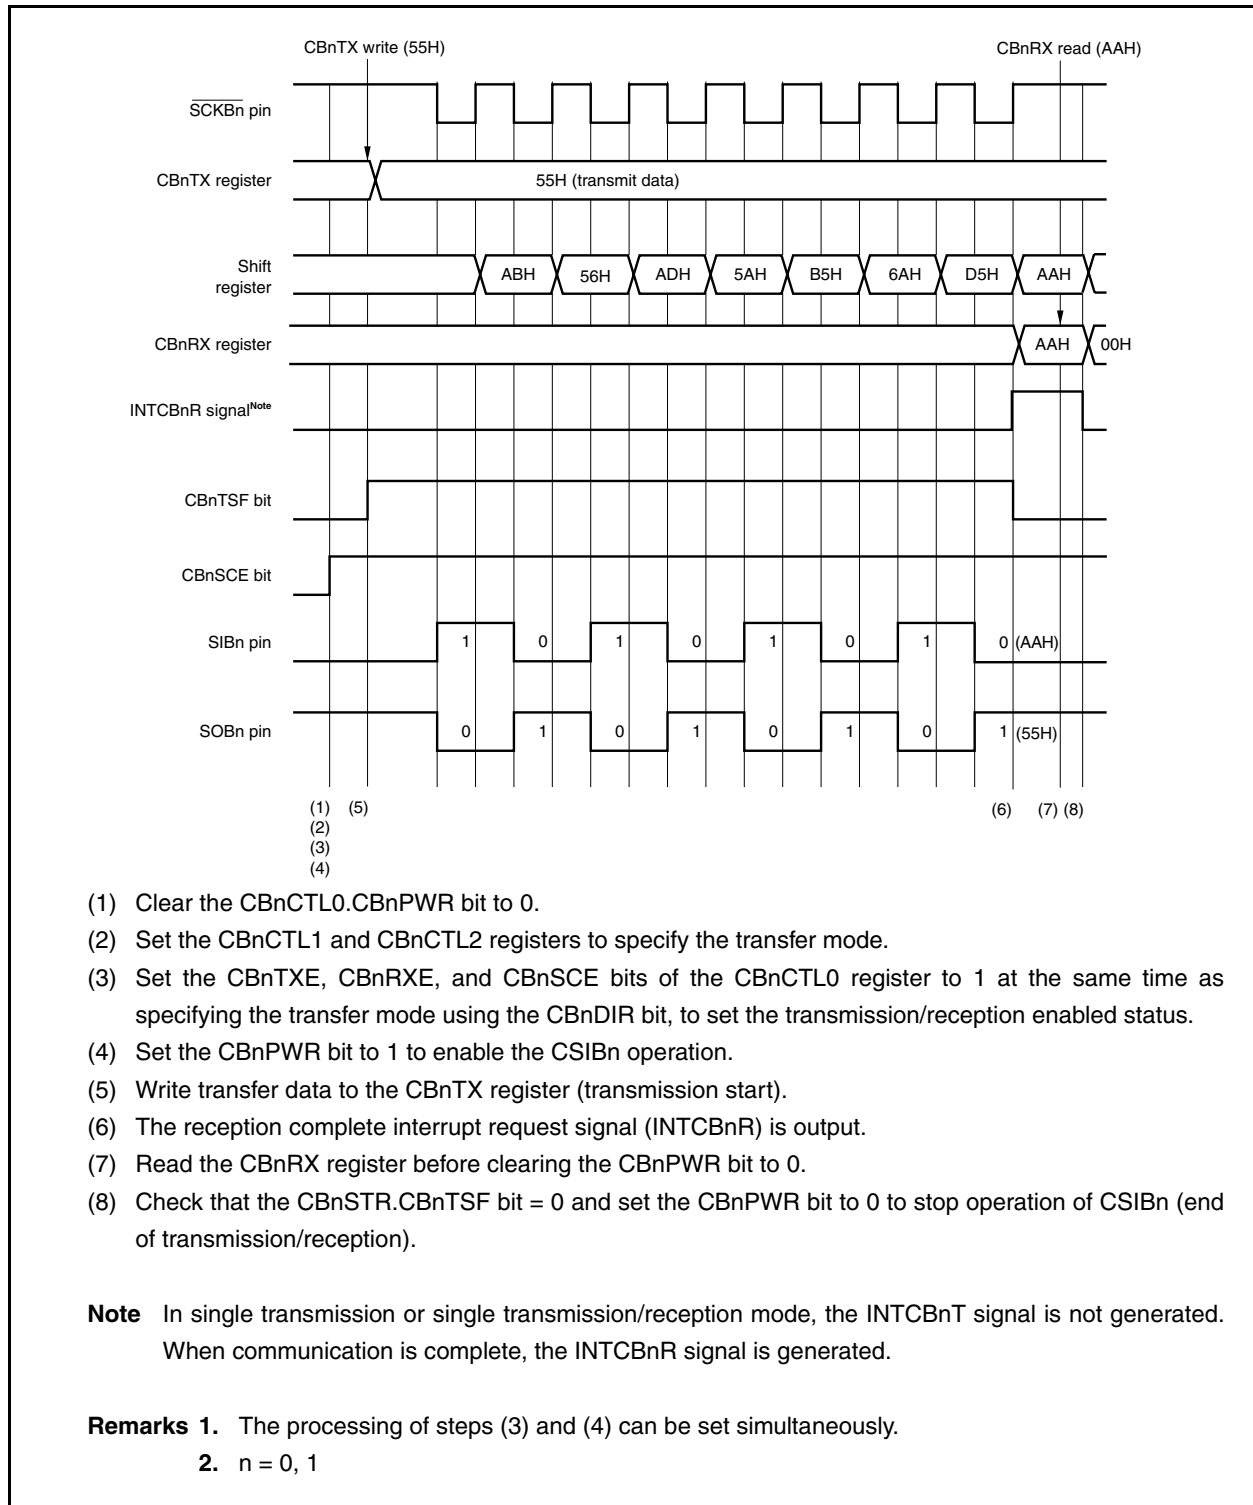 CBnTX write (55H)
CBnRX read (AAH)
SCKBn pin
CBnTX register
55H (transmit data)
Shift
register
ABH
56H
ADH
5AH
B5H
6AH
D5H
AAH
CBnRX register
AAH
00H
INTCBnR signalNote
CBnTSF bit
CBnSCE bit
SIBn pin
1 0 1 0 1 0 1 0 (AAH)
SOBn pin
0 1 0 1 0 1 0 1 (55H)
(1) (5) (6) (7) (8)
(2)
(3)
(4)
(1) Clear the CBnCTL0.CBnPWR bit to 0.
(2) Set the CBnCTL1 and CBnCTL2 registers to specify the transfer mode.
(3) Set the CBnTXE, CBnRXE, and CBnSCE bits of the CBnCTL0 register to 1 at the same time as
specifying the transfer mode using the CBnDIR bit, to set the transmission/reception enabled status.
(4) Set the CBnPWR bit to 1 to enable the CSIBn operation.
(5) Write transfer data to the CBnTX register (transmission start).
(6) The reception complete interrupt request signal (INTCBnR) is output.
(7) Read the CBnRX register before clearing the CBnPWR bit to 0.
(8) Check that the CBnSTR.CBnTSF bit = 0 and set the CBnPWR bit to 0 to stop operation of CSIBn (end
of transmission/reception).
Note In single transmission or single transmission/reception mode, the INTCBnT signal is not generated.
When communication is complete, the INTCBnR signal is generated.
Remarks 1. The processing of steps (3) and (4) can be set simultaneously.
2. n = 0, 1